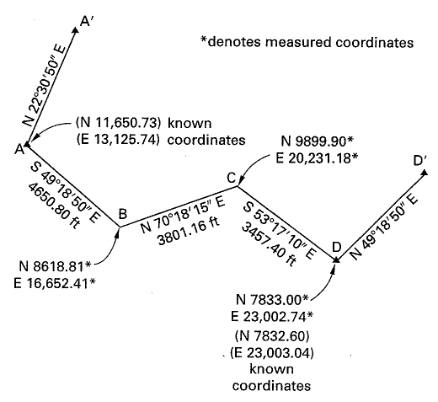 A'
*denotes measured coordinates
N 22°30'50" E
(N 11,650.73) known
(E 13,125.74) coordinates
A
N 9899.90*
E 20,231.18*
D'
S 49°18'50" E
4650.80 ft
C
B
N 70°18'15" E
3801.16 ft
S 53°17'10" E
3457.40 ft
N 49°18'50" E
D
N 8618.81*
E 16,652.41*
N 7833.00*
E 23,002.74*
(N 7832.60)
(E 23,003.04)
known
coordinates